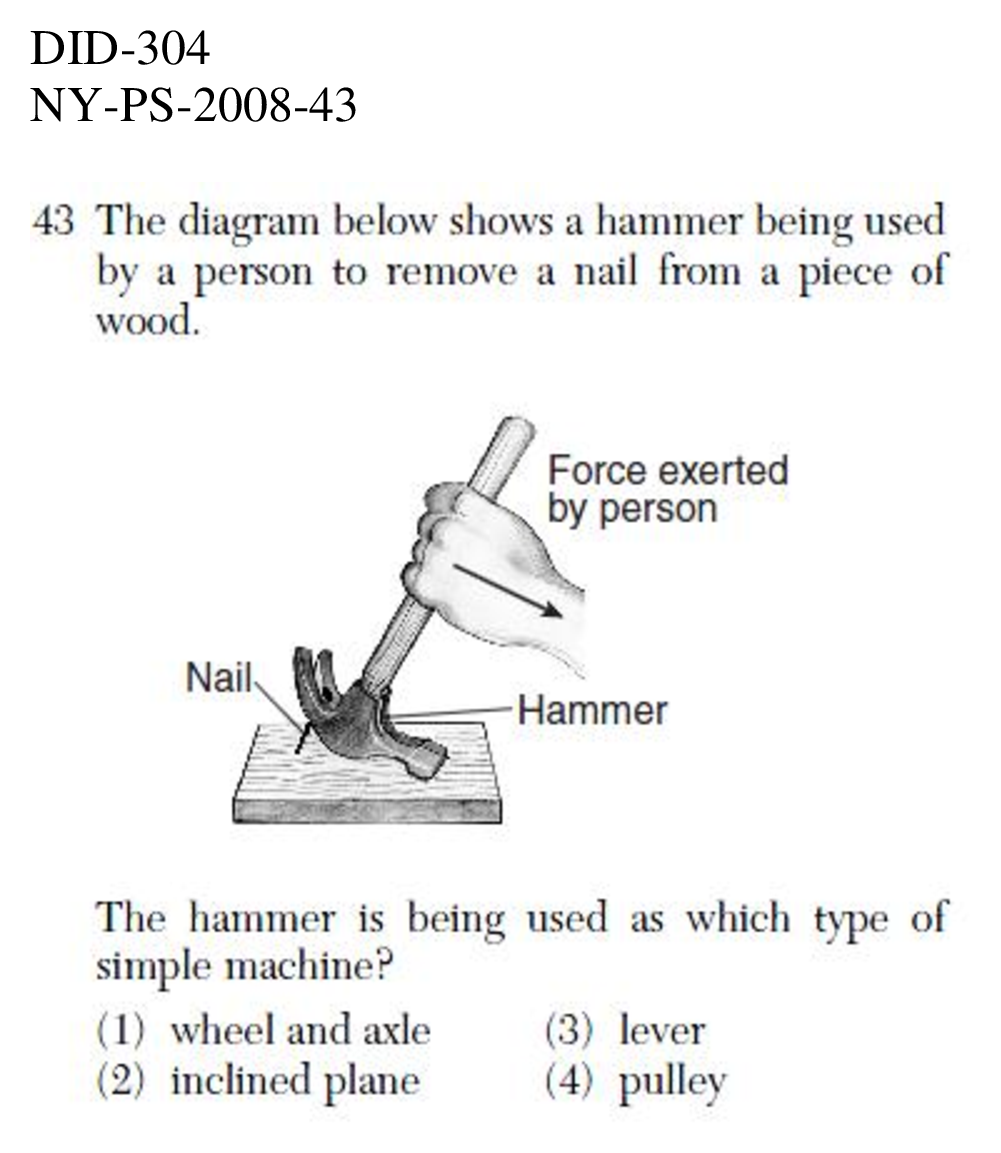 DID-304
NY-PS-2008-43
43 The diagram below shows a hammer being used
by a person to remove a nail from a piece of
wood.
Force exerted
by person
Nail
Hammer
The hammer is being used as which type of
simple machine?
(1) wheel and axle (3) lever
(2) inclined plane (4) pulley